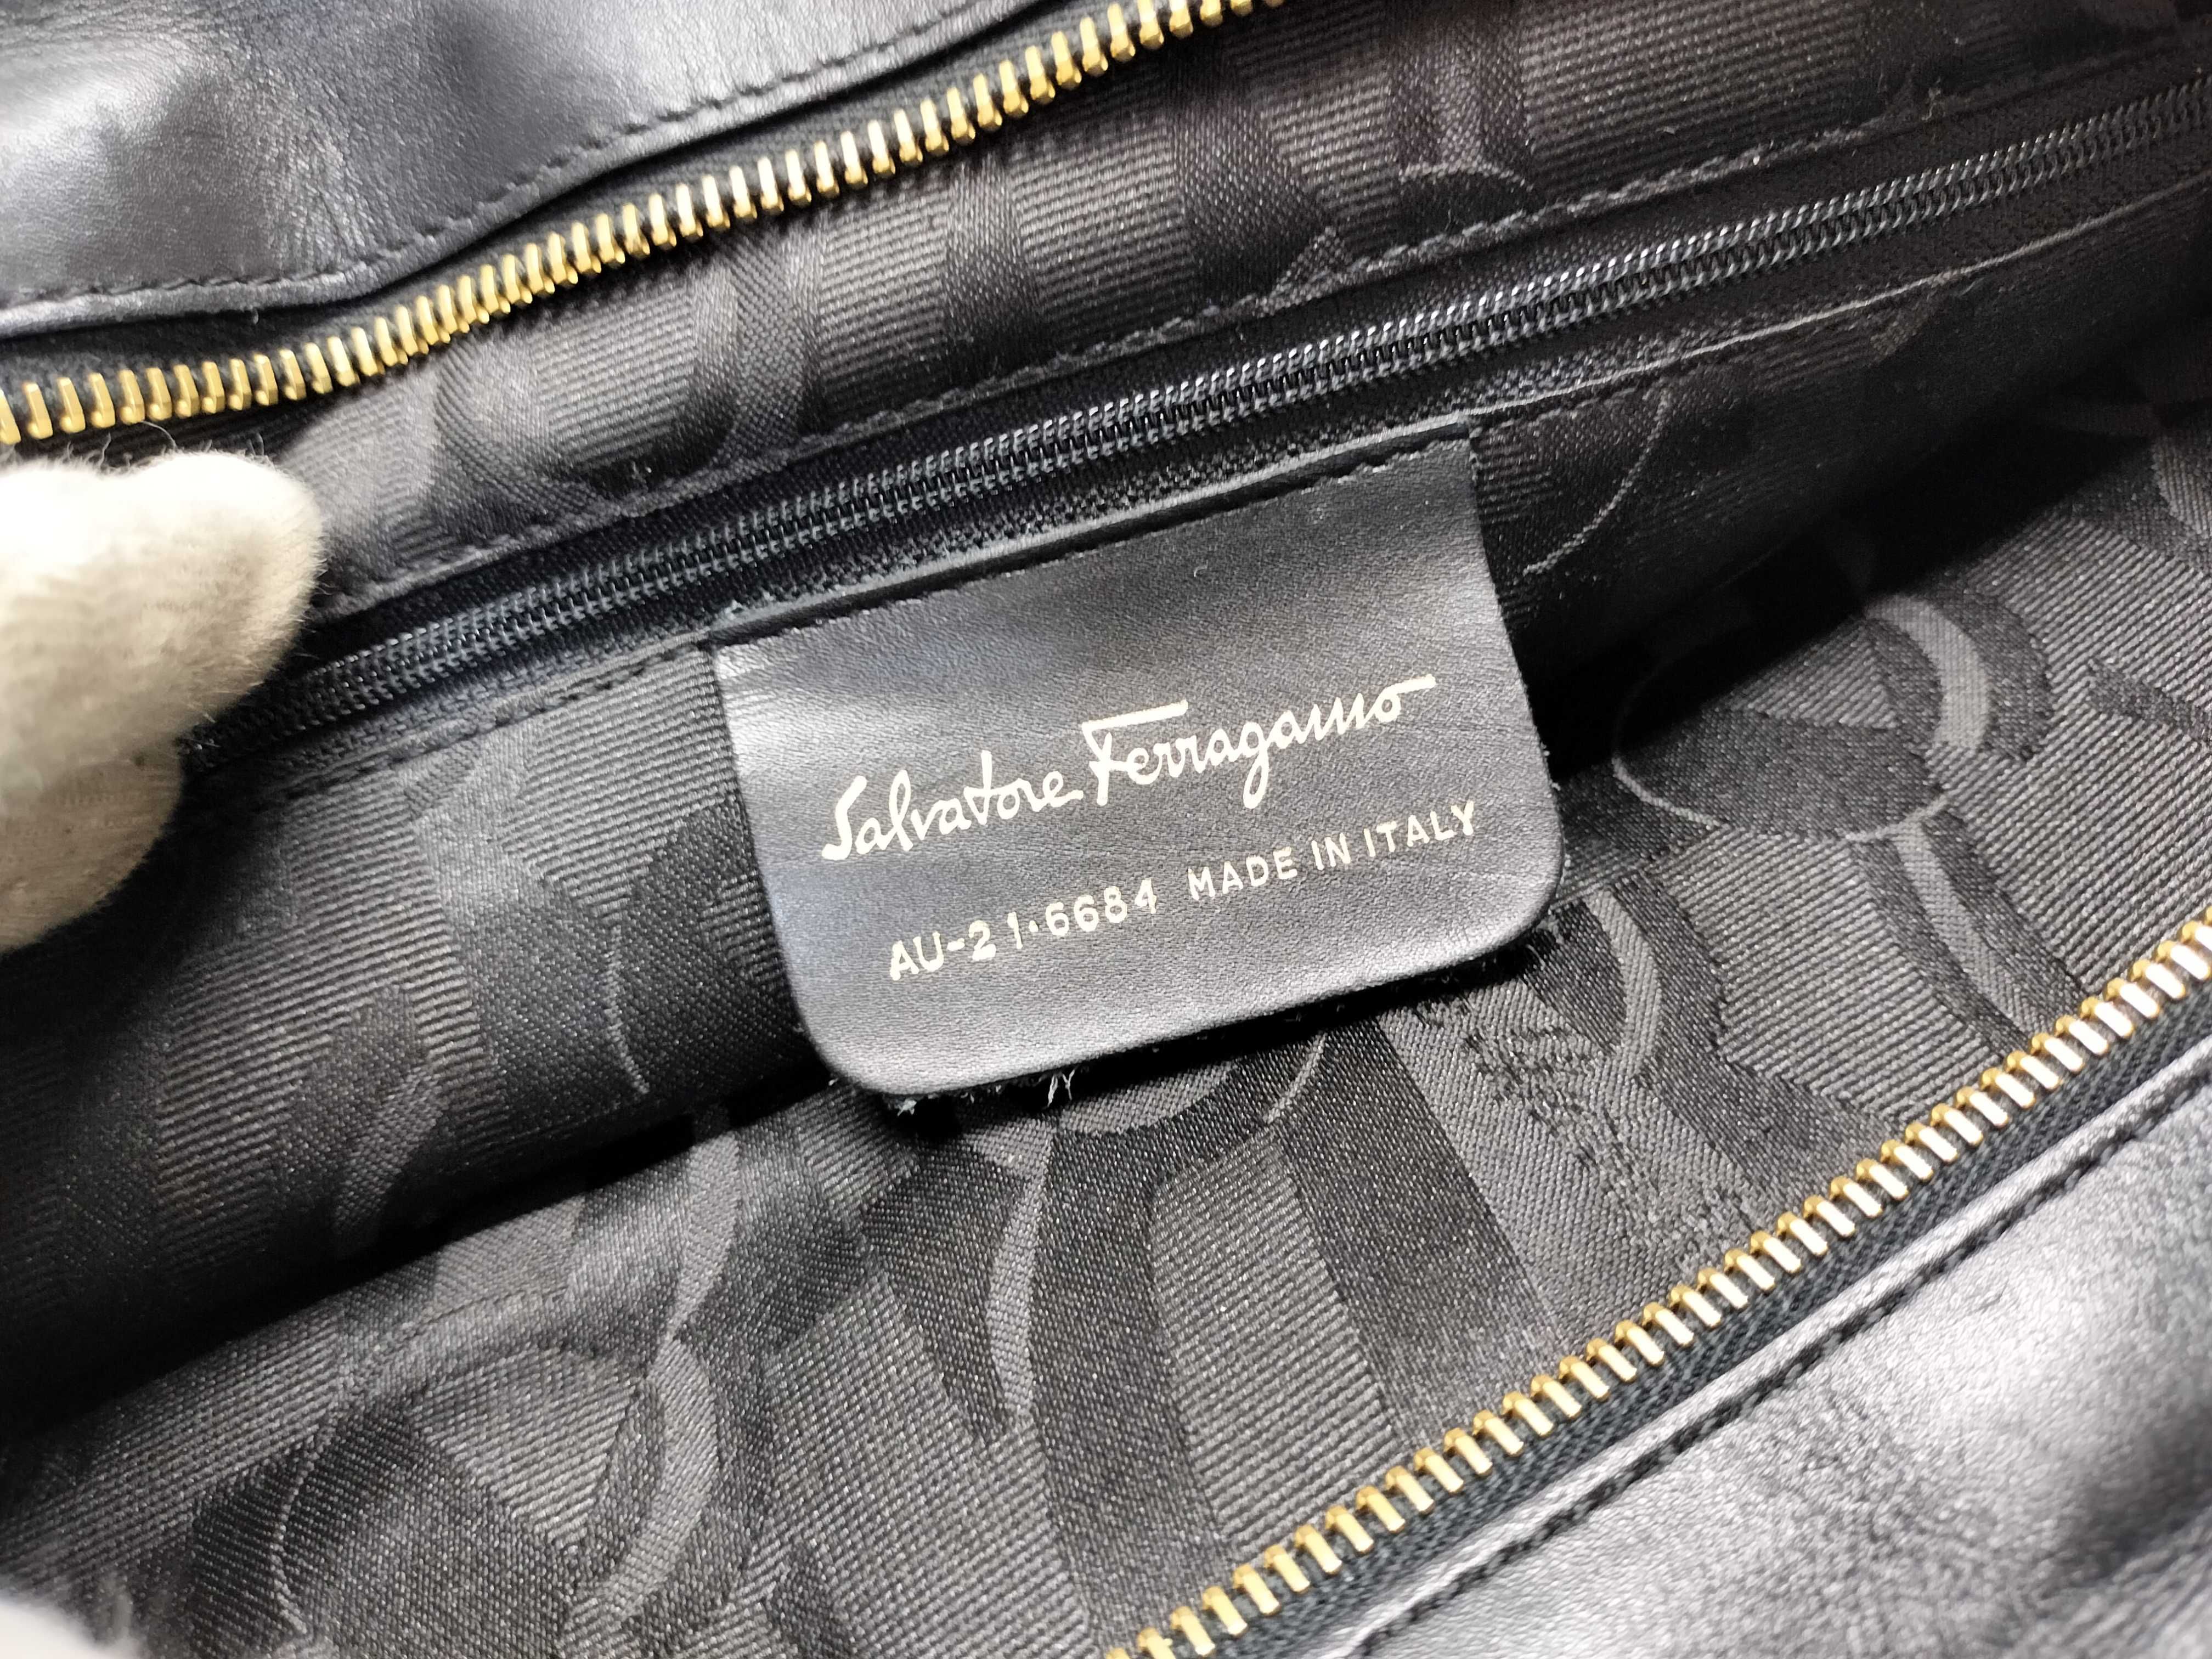 Salvatore Ferragamo
AU-21·6684 MADE IN ITALY